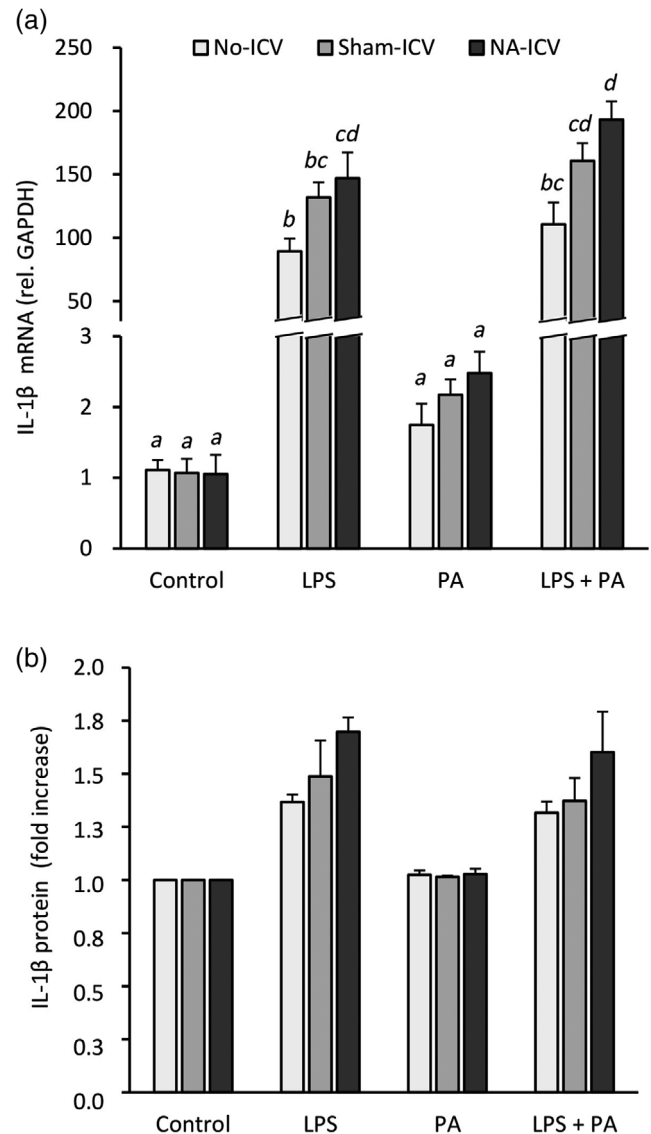 (a)
No-ICV Sham-ICV NA-ICV
IL-1β mRNA (rel. GAPDH)
250
200
150
100
50
3
2
1
0
a a a
b bc cd
a a a
bc cd d
Control LPS PA LPS + PA
(b)
IL-1β protein (fold increase)
2.0
1.8
1.5
1.3
1.0
0.8
0.5
0.3
0.0
Control LPS PA LPS + PA